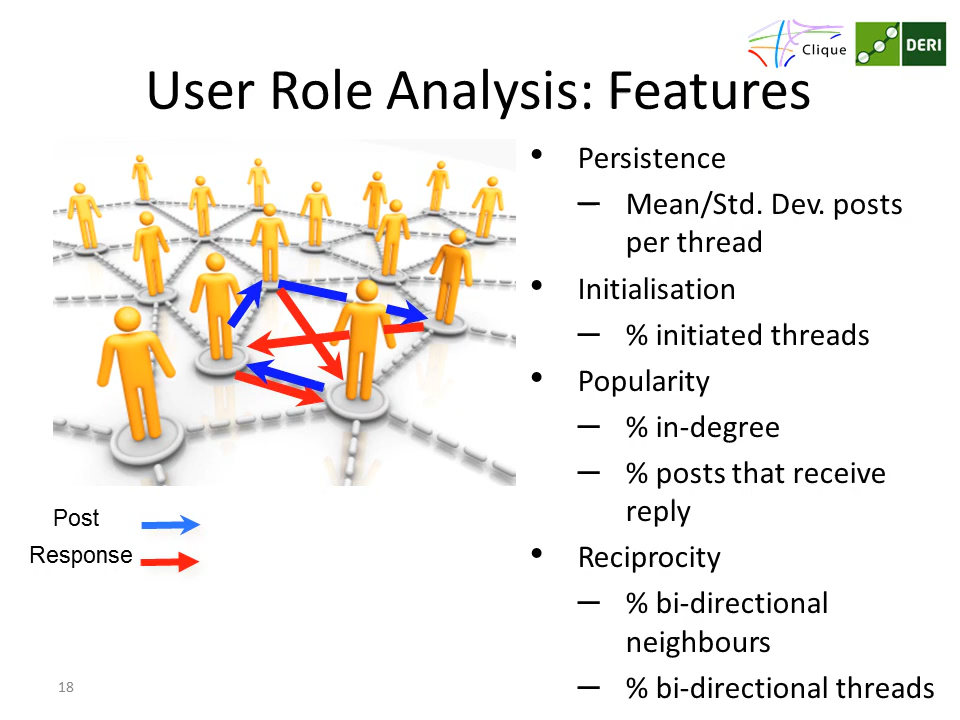 Clique
DERI
User Role Analysis: Features
• Persistence
– Mean/Std. Dev. posts
per thread
• Initialisation
– % initiated threads
• Popularity
– % in-degree
– % posts that receive
reply
• Reciprocity
– % bi-directional
neighbours
– % bi-directional threads
Post
Response
18